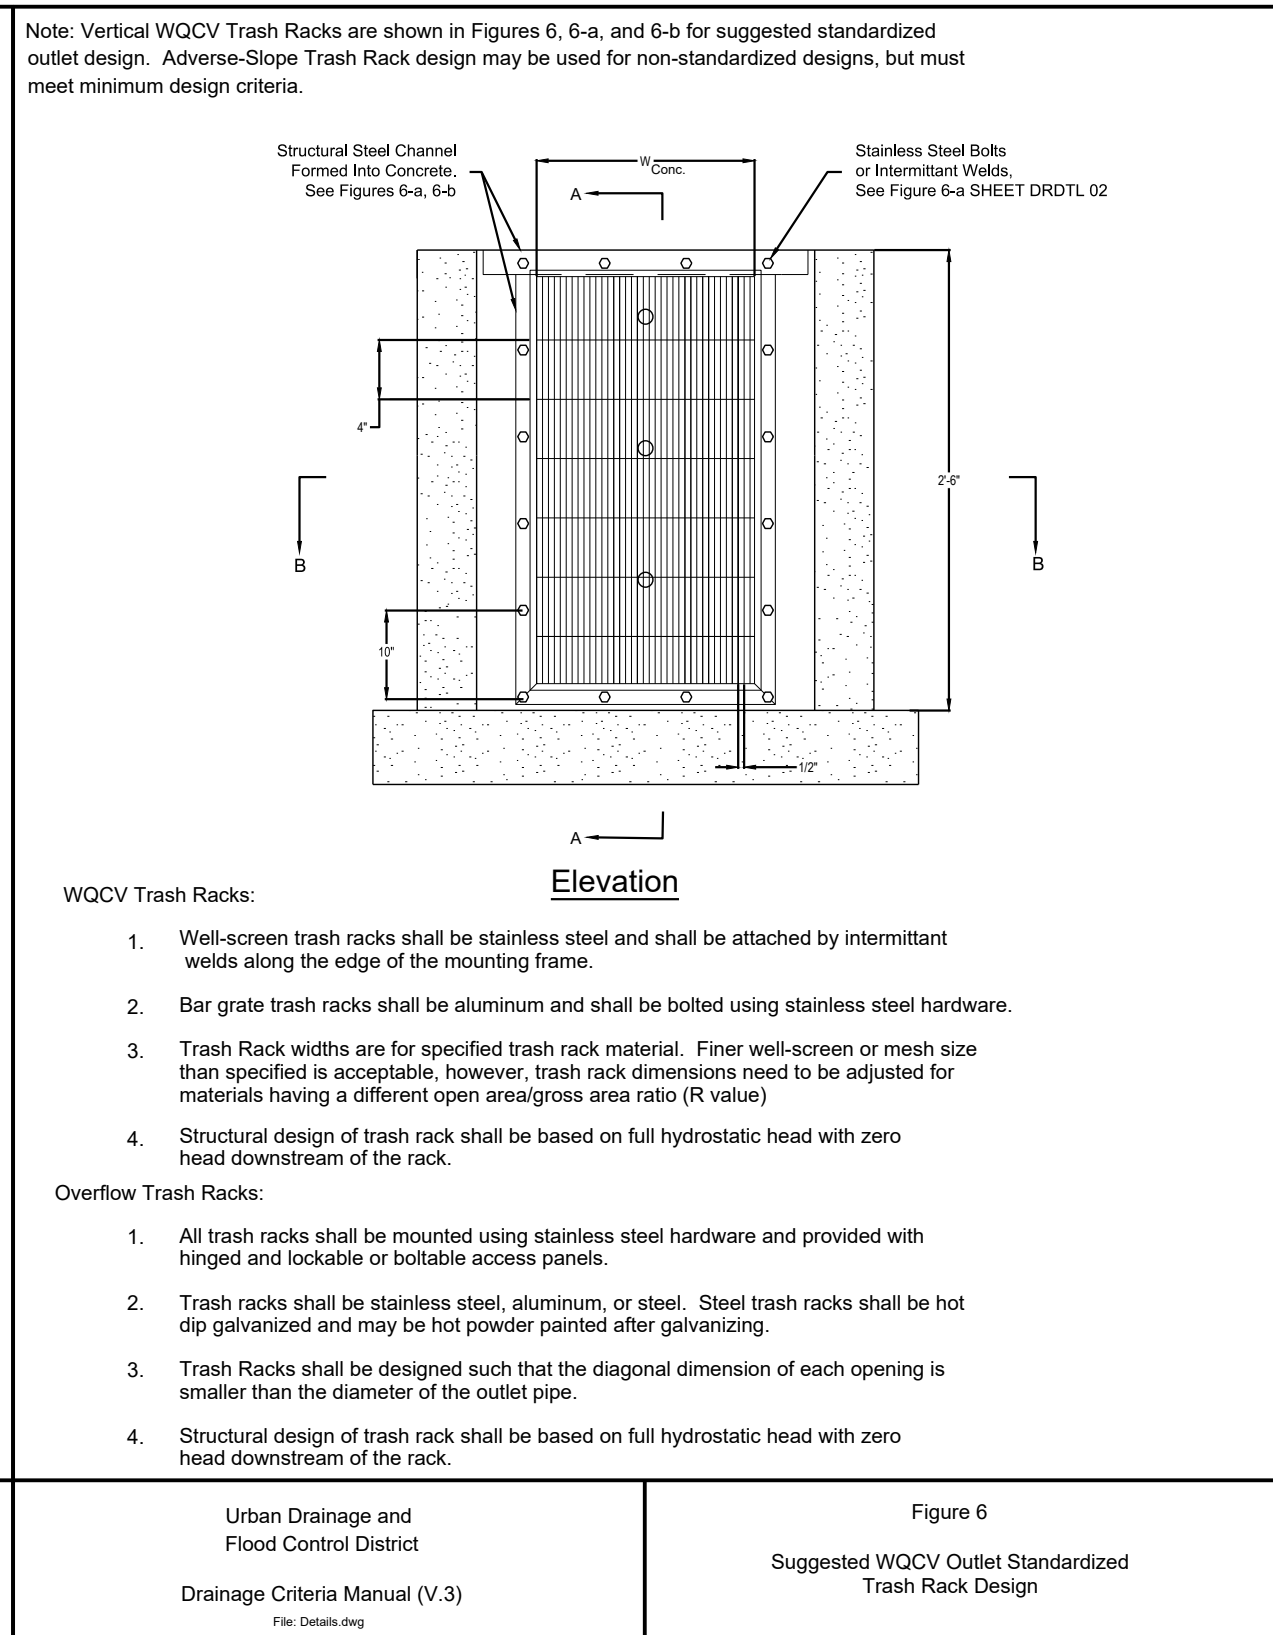 Note: Vertical WQCV Trash Racks are shown in Figures 6, 6-a, and 6-b for suggested standardized
outlet design. Adverse-Slope Trash Rack design may be used for non-standardized designs, but must
meet minimum design criteria.
Structural Steel Channel
Formed Into Concrete.
See Figures 6-a, 6-b
W Conc.
Stainless Steel Bolts
or Intermittant Welds,
See Figure 6-a SHEET DRDTL 02
A
4"
2'-6"
B
B
10"
1/2"
A
Elevation
WQCV Trash Racks:
1. Well-screen trash racks shall be stainless steel and shall be attached by intermittant
welds along the edge of the mounting frame.
2. Bar grate trash racks shall be aluminum and shall be bolted using stainless steel hardware.
3. Trash Rack widths are for specified trash rack material. Finer well-screen or mesh size
than specified is acceptable, however, trash rack dimensions need to be adjusted for
materials having a different open area/gross area ratio (R value)
4. Structural design of trash rack shall be based on full hydrostatic head with zero
head downstream of the rack.
Overflow Trash Racks:
1. All trash racks shall be mounted using stainless steel hardware and provided with
hinged and lockable or boltable access panels.
2. Trash racks shall be stainless steel, aluminum, or steel. Steel trash racks shall be hot
dip galvanized and may be hot powder painted after galvanizing.
3. Trash Racks shall be designed such that the diagonal dimension of each opening is
smaller than the diameter of the outlet pipe.
4. Structural design of trash rack shall be based on full hydrostatic head with zero
head downstream of the rack.
Urban Drainage and
Flood Control District
Drainage Criteria Manual (V.3)
File: Details.dwg
Figure 6
Suggested WQCV Outlet Standardized
Trash Rack Design